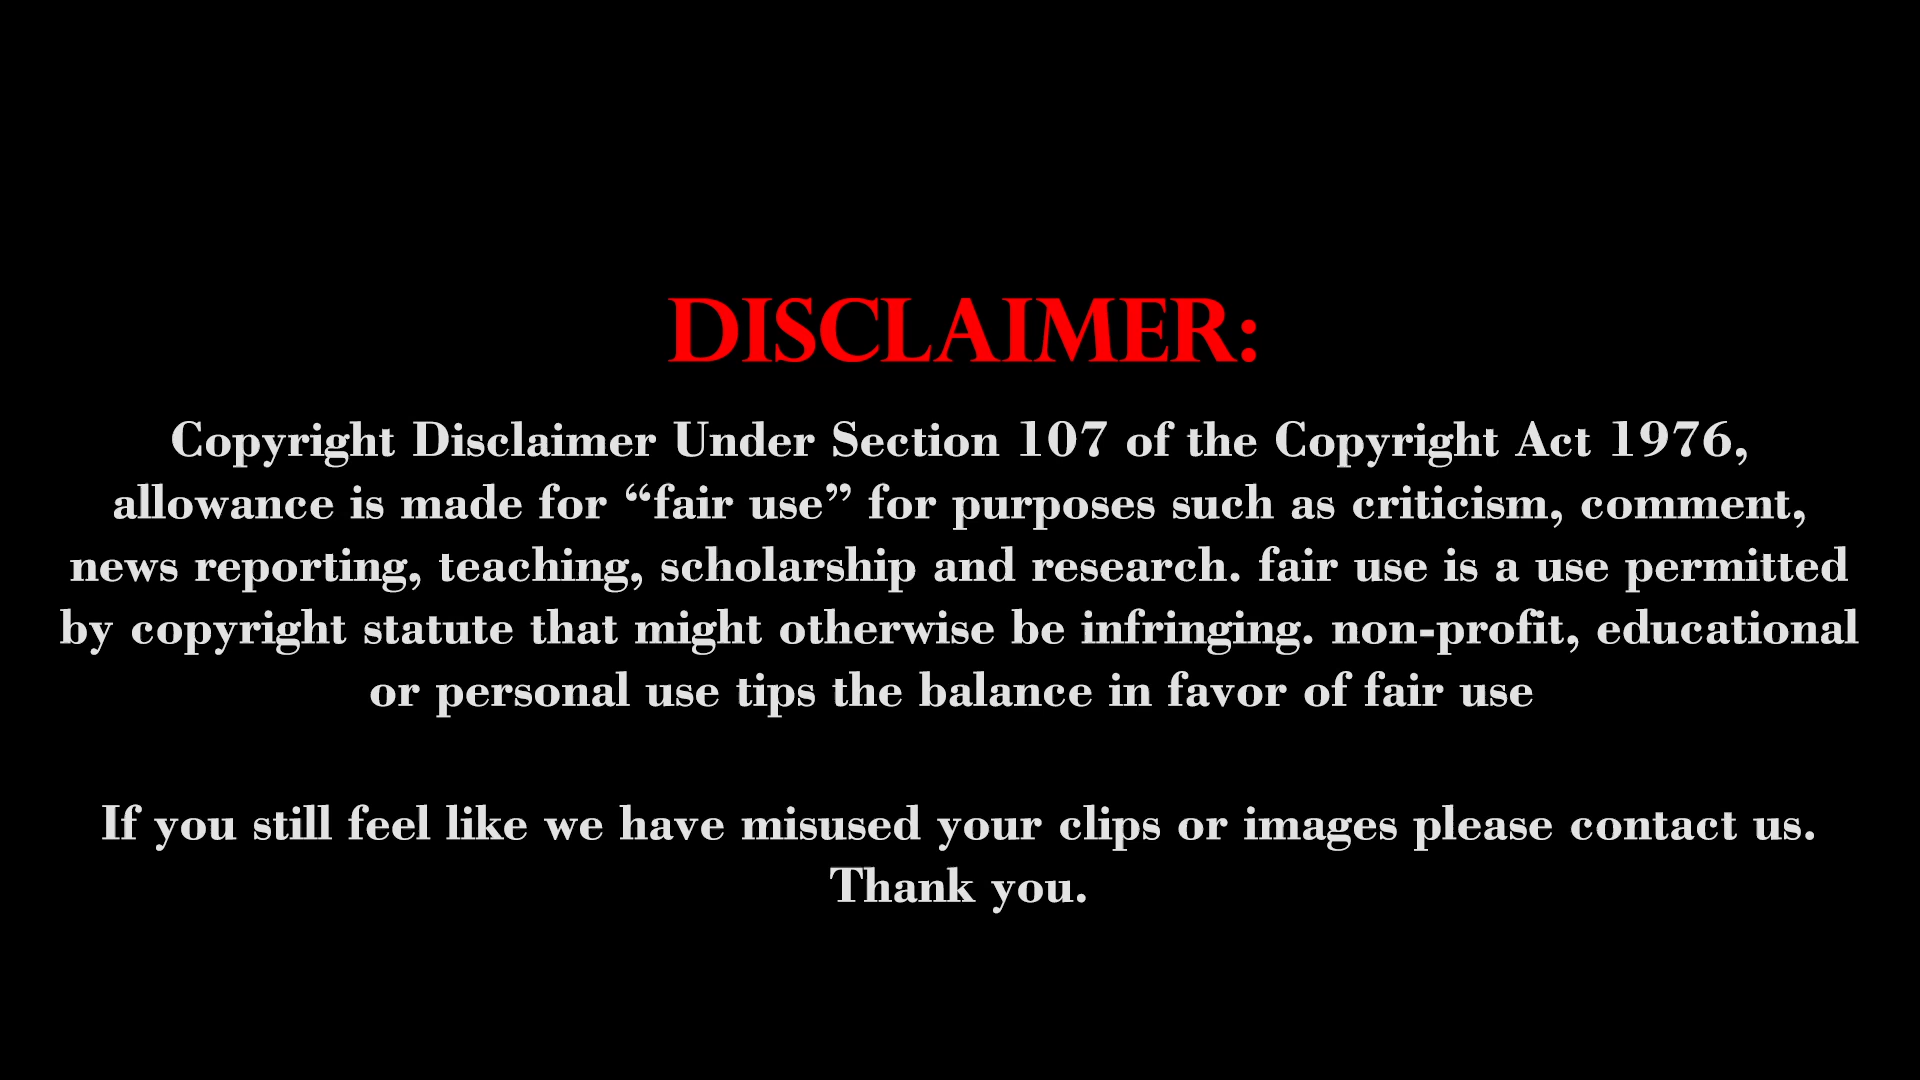 DISCLAIMER:
Copyright Disclaimer Under Section 107 of the Copyright Act 1976,
allowance is made for “fair use” for purposes such as criticism, comment,
news reporting, teaching, scholarship and research. fair use is a use permitted
by copyright statute that might otherwise be infringing. non-profit, educational
or personal use tips the balance in favor of fair use
If you still feel like we have misused your clips or images please contact us.
Thank you.